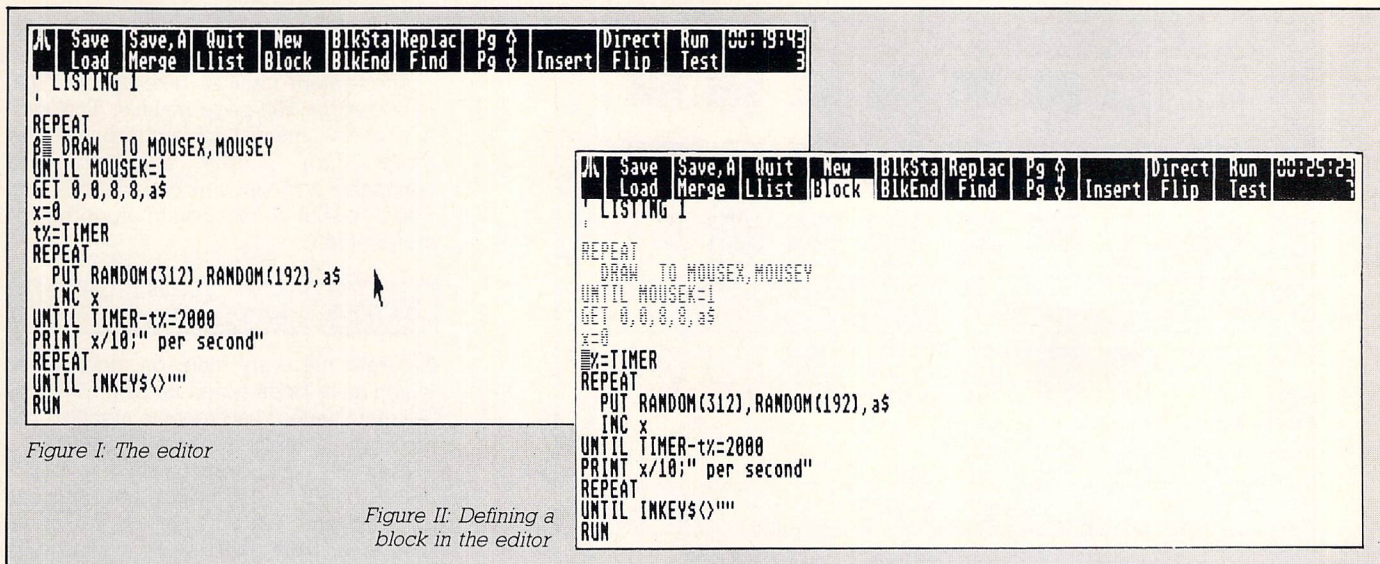 Save Save,A Quit New BlkSta Replac Pg ⇧ Direct Run 00:19:43
Load Merge Llist Block BlkEnd Find Pg ⇩ Insert Flip Test 3
' LISTING 1
'
REPEAT
8 DRAW TO MOUSEX,MOUSEY
UNTIL MOUSEK=1
GET 0,0,8,8,a$
x=0
t%=TIMER
REPEAT
PUT RANDOM(312),RANDOM(192),a$
INC x
UNTIL TIMER-t%=2000
PRINT x/10;" per second"
REPEAT
UNTIL INKEY$<>""
RUN
Figure I: The editor
Save Save,A Quit New BlkSta Replac Pg ⇧ Direct Run 00:25:23
Load Merge Llist Block BlkEnd Find Pg ⇩ Insert Flip Test 7
' LISTING 1
'
REPEAT
DRAW TO MOUSEX,MOUSEY
UNTIL MOUSEK=1
GET 0,0,8,8,a$
x=0
%=TIMER
REPEAT
PUT RANDOM(312),RANDOM(192),a$
INC x
UNTIL TIMER-t%=2000
PRINT x/10;" per second"
REPEAT
UNTIL INKEY$<>""
RUN
Figure II: Defining a
block in the editor